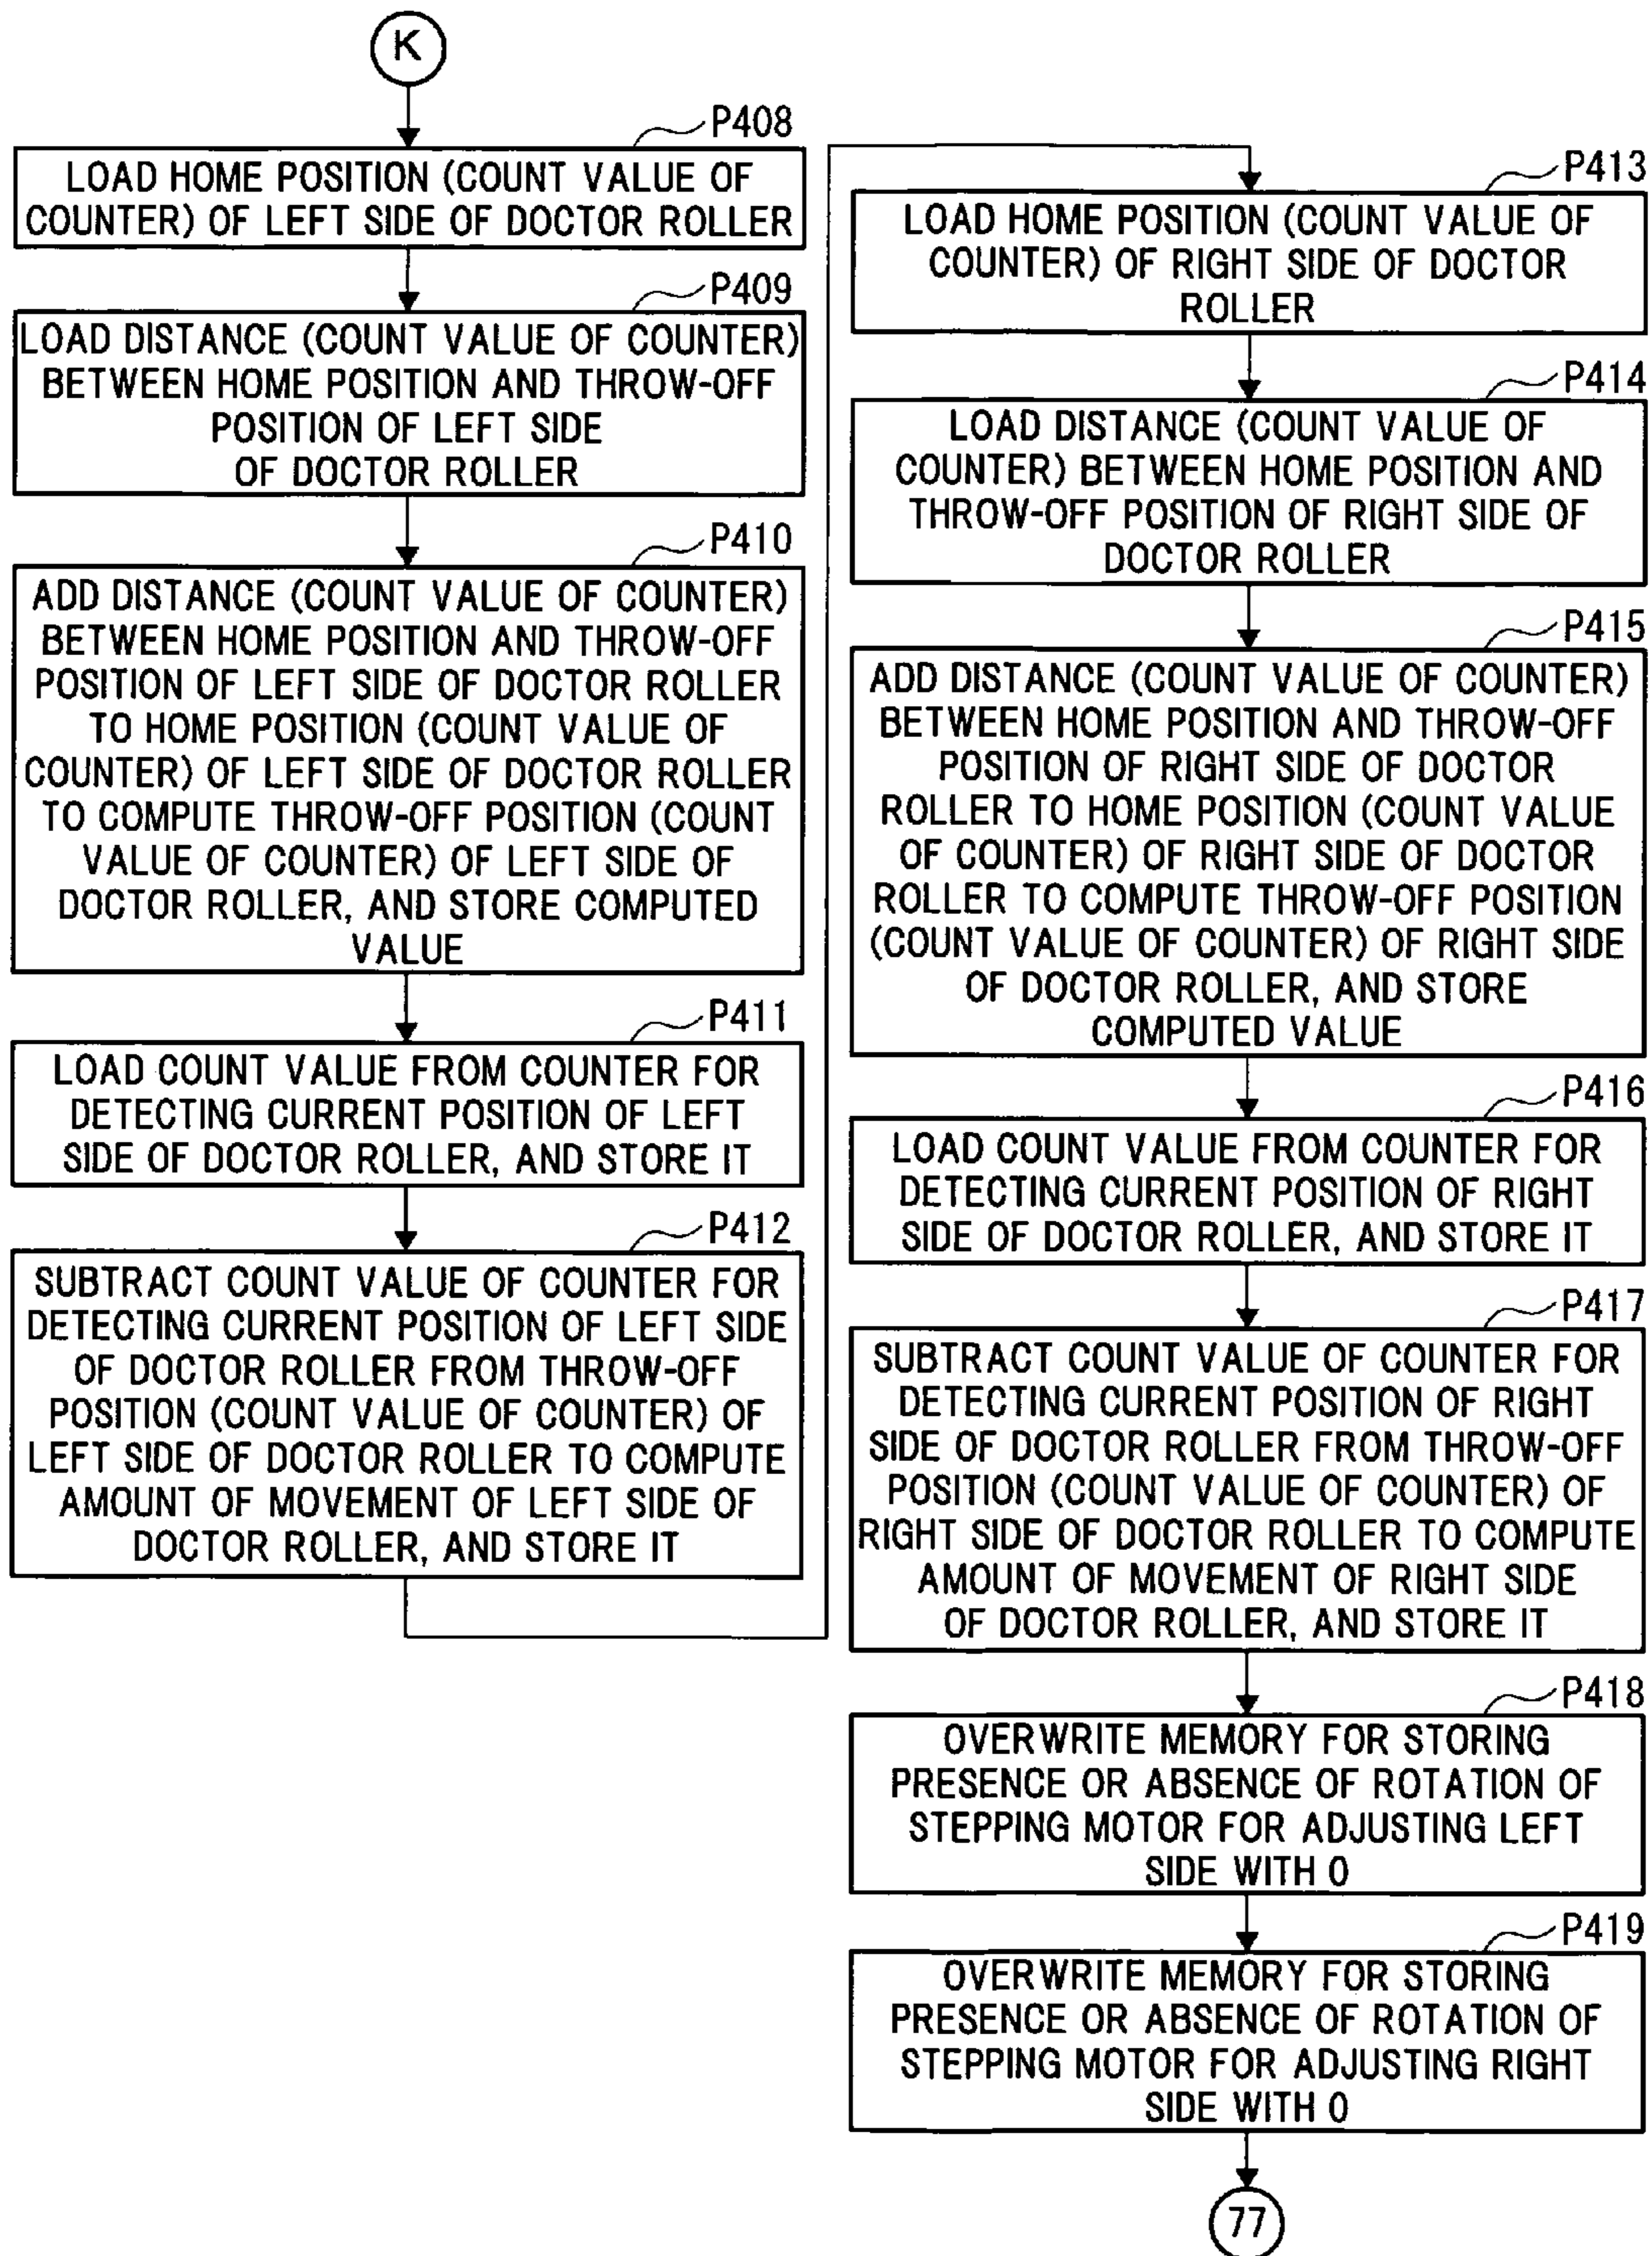 K
P408
LOAD HOME POSITION (COUNT VALUE OF
COUNTER) OF LEFT SIDE OF DOCTOR ROLLER
P409
LOAD DISTANCE (COUNT VALUE OF COUNTER)
BETWEEN HOME POSITION AND THROW-OFF
POSITION OF LEFT SIDE
OF DOCTOR ROLLER
P410
ADD DISTANCE (COUNT VALUE OF COUNTER)
BETWEEN HOME POSITION AND THROW-OFF
POSITION OF LEFT SIDE OF DOCTOR ROLLER
TO HOME POSITION (COUNT VALUE OF
COUNTER) OF LEFT SIDE OF DOCTOR ROLLER
TO COMPUTE THROW-OFF POSITION (COUNT
VALUE OF COUNTER) OF LEFT SIDE OF
DOCTOR ROLLER, AND STORE COMPUTED
VALUE
P411
LOAD COUNT VALUE FROM COUNTER FOR
DETECTING CURRENT POSITION OF LEFT
SIDE OF DOCTOR ROLLER, AND STORE IT
P412
SUBTRACT COUNT VALUE OF COUNTER FOR
DETECTING CURRENT POSITION OF LEFT SIDE
OF DOCTOR ROLLER FROM THROW-OFF
POSITION (COUNT VALUE OF COUNTER) OF
LEFT SIDE OF DOCTOR ROLLER TO COMPUTE
AMOUNT OF MOVEMENT OF LEFT SIDE OF
DOCTOR ROLLER, AND STORE IT
P413
LOAD HOME POSITION (COUNT VALUE OF
COUNTER) OF RIGHT SIDE OF DOCTOR
ROLLER
P414
LOAD DISTANCE (COUNT VALUE OF
COUNTER) BETWEEN HOME POSITION AND
THROW-OFF POSITION OF RIGHT SIDE OF
DOCTOR ROLLER
P415
ADD DISTANCE (COUNT VALUE OF COUNTER)
BETWEEN HOME POSITION AND THROW-OFF
POSITION OF RIGHT SIDE OF DOCTOR
ROLLER TO HOME POSITION (COUNT VALUE
OF COUNTER) OF RIGHT SIDE OF DOCTOR
ROLLER TO COMPUTE THROW-OFF POSITION
(COUNT VALUE OF COUNTER) OF RIGHT SIDE
OF DOCTOR ROLLER, AND STORE
COMPUTED VALUE
P416
LOAD COUNT VALUE FROM COUNTER FOR
DETECTING CURRENT POSITION OF RIGHT
SIDE OF DOCTOR ROLLER, AND STORE IT
P417
SUBTRACT COUNT VALUE OF COUNTER FOR
DETECTING CURRENT POSITION OF RIGHT
SIDE OF DOCTOR ROLLER FROM THROW-OFF
POSITION (COUNT VALUE OF COUNTER) OF
RIGHT SIDE OF DOCTOR ROLLER TO COMPUTE
AMOUNT OF MOVEMENT OF RIGHT SIDE
OF DOCTOR ROLLER, AND STORE IT
P418
OVERWRITE MEMORY FOR STORING
PRESENCE OR ABSENCE OF ROTATION OF
STEPPING MOTOR FOR ADJUSTING LEFT
SIDE WITH 0
P419
OVERWRITE MEMORY FOR STORING
PRESENCE OR ABSENCE OF ROTATION OF
STEPPING MOTOR FOR ADJUSTING RIGHT
SIDE WITH 0
77